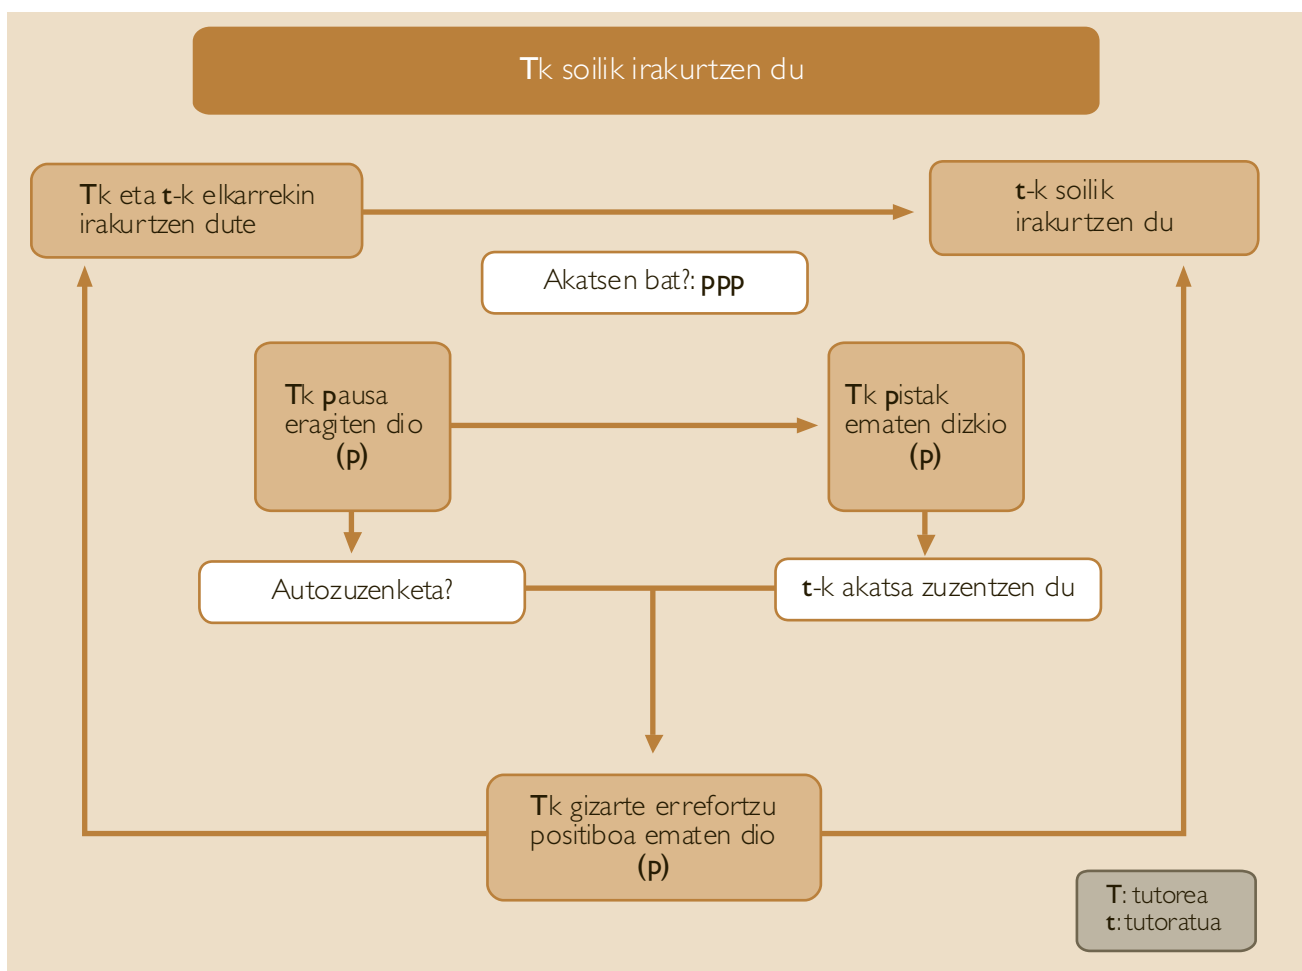 Tk soilik irakurtzen du
Tk eta t-k elkarrekin
irakurtzen dute
t-k soilik
irakurtzen du
Akatsen bat?: ppp
Tk pausa
eragiten dio
(p)
Tk pistak
ematen dizkio
(p)
Autozuzenketa?
t-k akatsa zuzentzen du
Tk gizarte errefortzu
positiboa ematen dio
(p)
T: tutorea
t: tutoratua